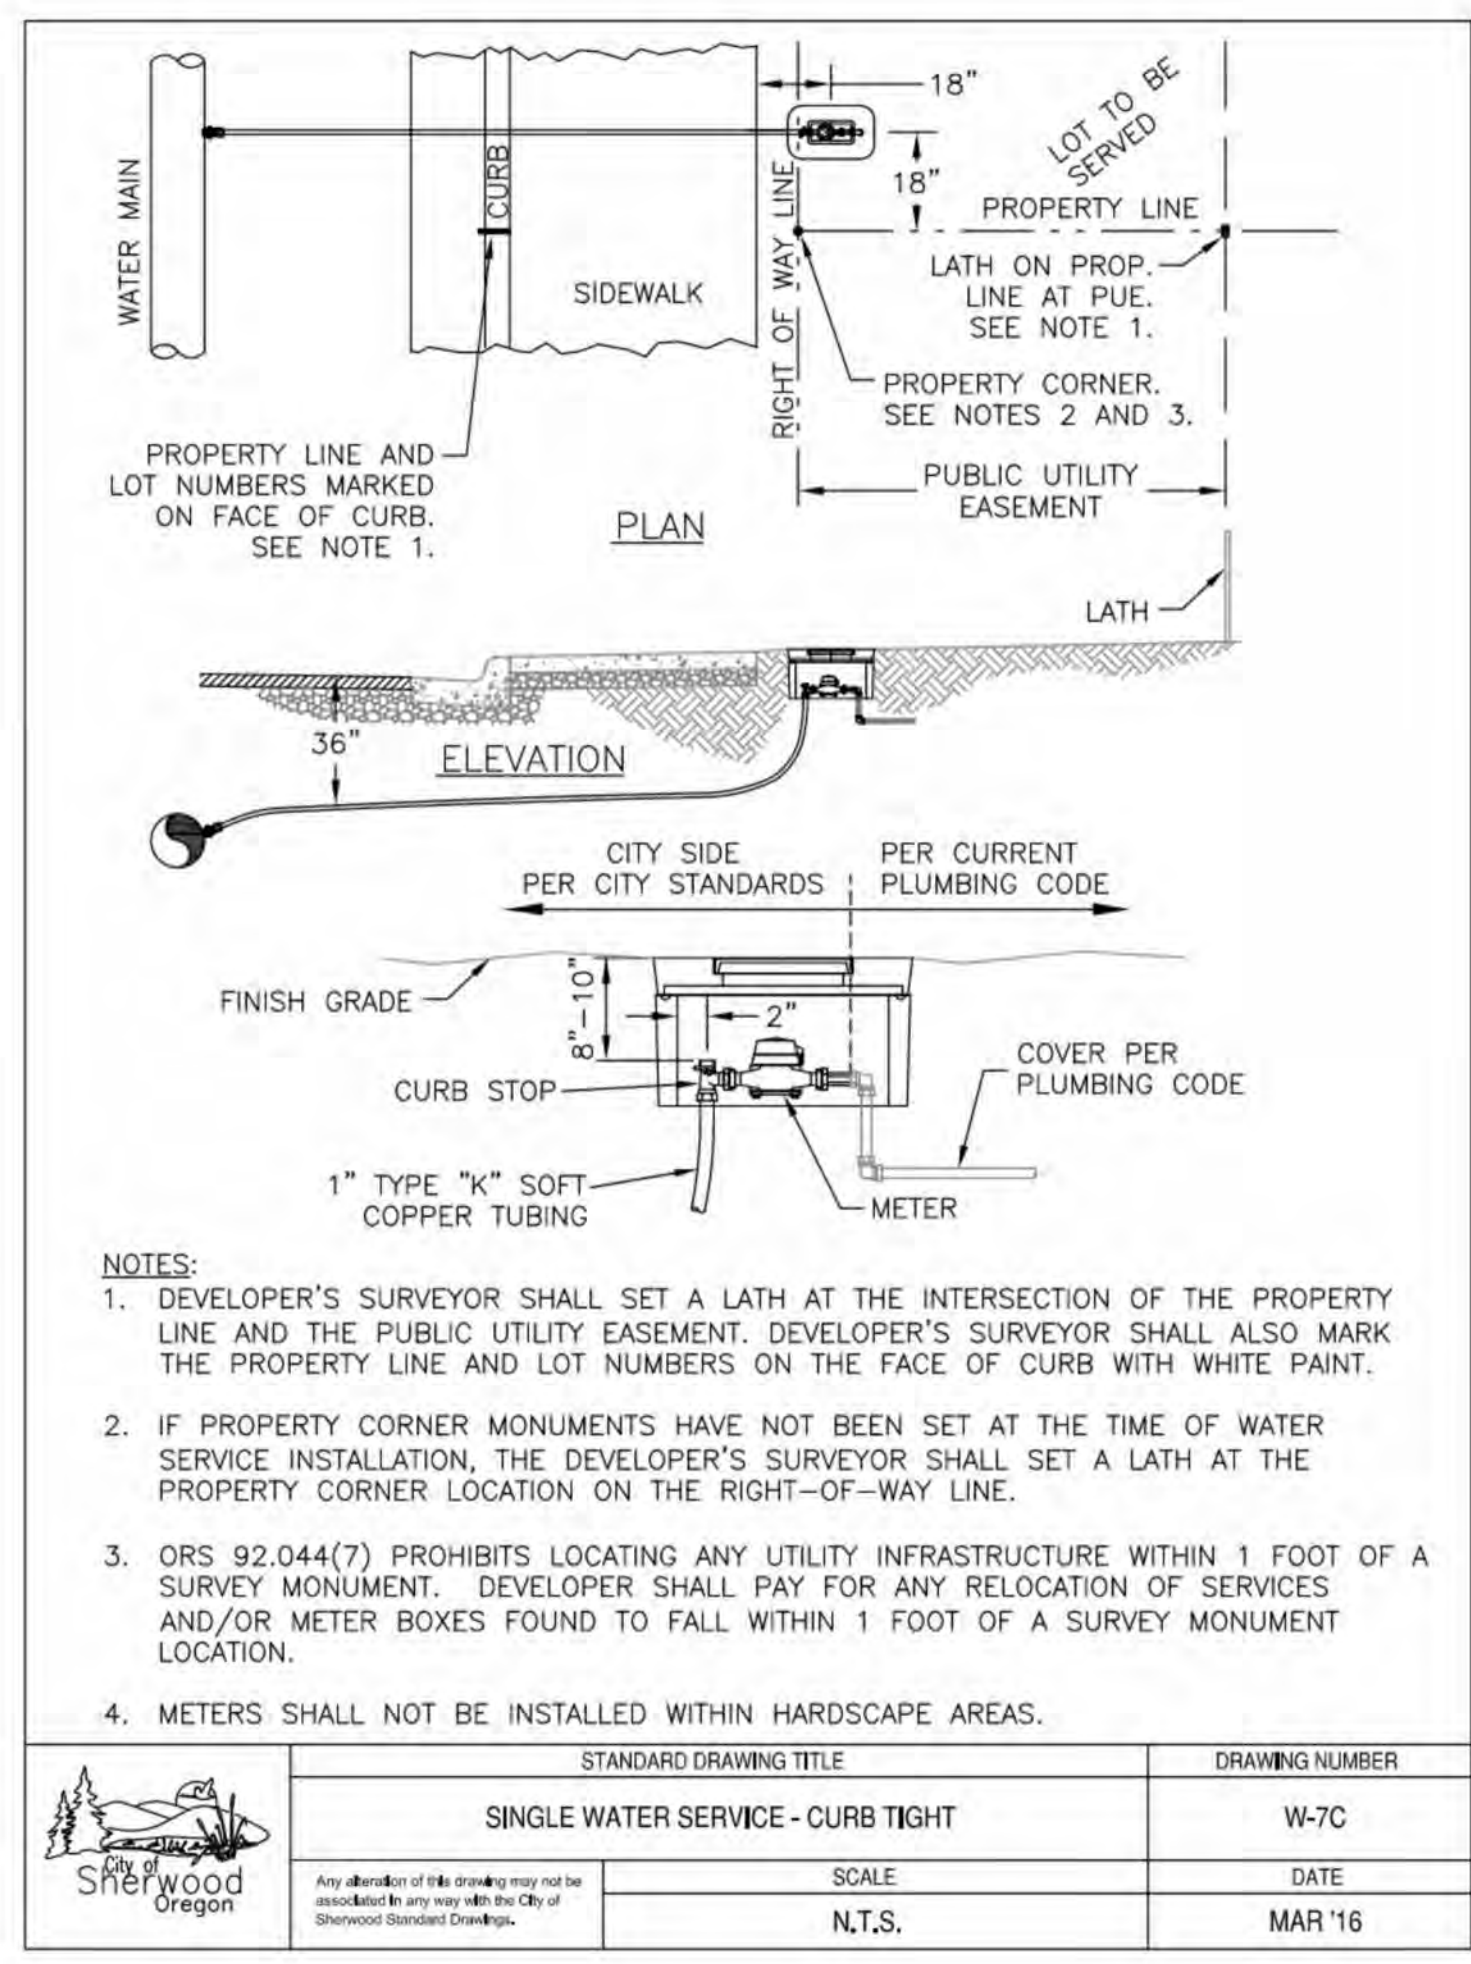 18"
LOT TO BE
SERVED
WATER MAIN
CURB
18"
PROPERTY LINE
RIGHT OF WAY LINE
SIDEWALK
LATH ON PROP.
LINE AT PUE.
SEE NOTE 1.
PROPERTY CORNER.
SEE NOTES 2 AND 3.
PROPERTY LINE AND
LOT NUMBERS MARKED
ON FACE OF CURB.
SEE NOTE 1.
PUBLIC UTILITY
EASEMENT
PLAN
LATH
36"
ELEVATION
CITY SIDE
PER CITY STANDARDS
PER CURRENT
PLUMBING CODE
FINISH GRADE
8"-10"
2"
CURB STOP
COVER PER
PLUMBING CODE
1" TYPE "K" SOFT
COPPER TUBING
METER
NOTES:
1. DEVELOPER'S SURVEYOR SHALL SET A LATH AT THE INTERSECTION OF THE PROPERTY
LINE AND THE PUBLIC UTILITY EASEMENT. DEVELOPER'S SURVEYOR SHALL ALSO MARK
THE PROPERTY LINE AND LOT NUMBERS ON THE FACE OF CURB WITH WHITE PAINT.
2. IF PROPERTY CORNER MONUMENTS HAVE NOT BEEN SET AT THE TIME OF WATER
SERVICE INSTALLATION, THE DEVELOPER'S SURVEYOR SHALL SET A LATH AT THE
PROPERTY CORNER LOCATION ON THE RIGHT-OF-WAY LINE.
3. ORS 92.044(7) PROHIBITS LOCATING ANY UTILITY INFRASTRUCTURE WITHIN 1 FOOT OF A
SURVEY MONUMENT. DEVELOPER SHALL PAY FOR ANY RELOCATION OF SERVICES
AND/OR METER BOXES FOUND TO FALL WITHIN 1 FOOT OF A SURVEY MONUMENT
LOCATION.
4. METERS SHALL NOT BE INSTALLED WITHIN HARDSCAPE AREAS.
City of
Sherwood
Oregon
STANDARD DRAWING TITLE
DRAWING NUMBER
SINGLE WATER SERVICE - CURB TIGHT
W-7C
Any alteration of this drawing may not be
associated in any way with the City of
Sherwood Standard Drawings.
SCALE
DATE
N.T.S.
MAR '16